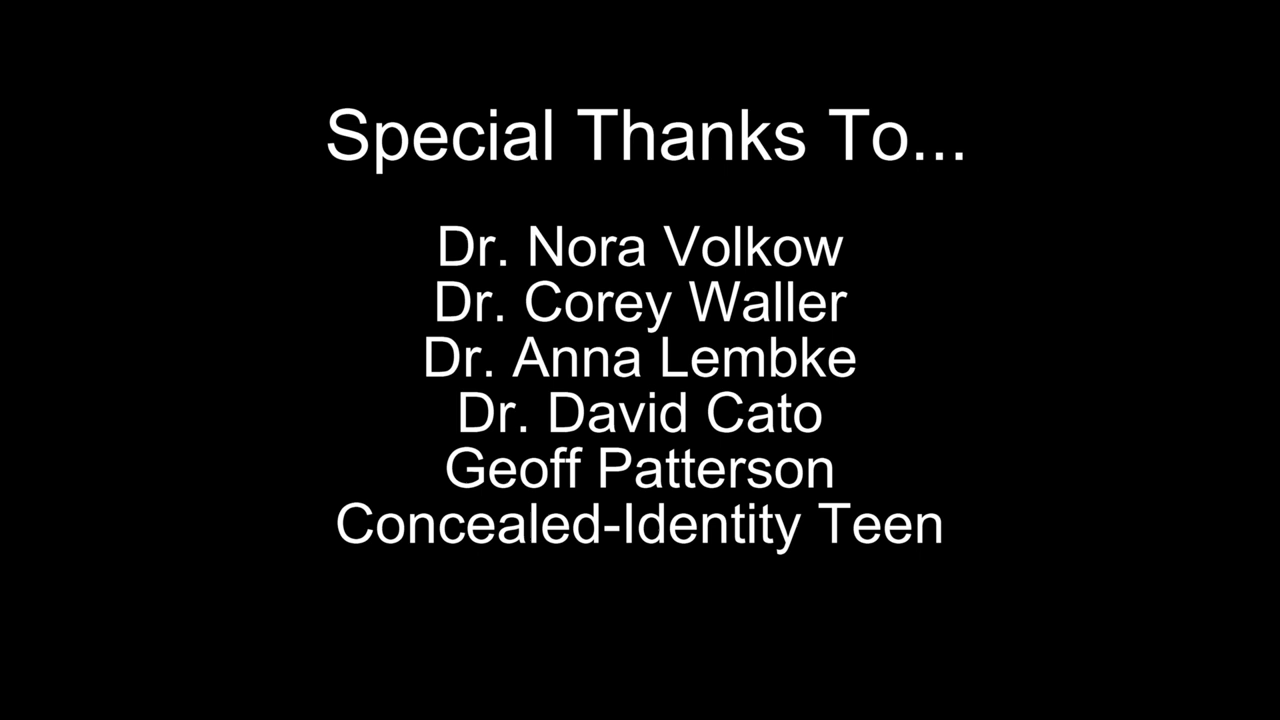 Special Thanks To...
Dr. Nora Volkow
Dr. Corey Waller
Dr. Anna Lembke
Dr. David Cato
Geoff Patterson
Concealed-Identity Teen